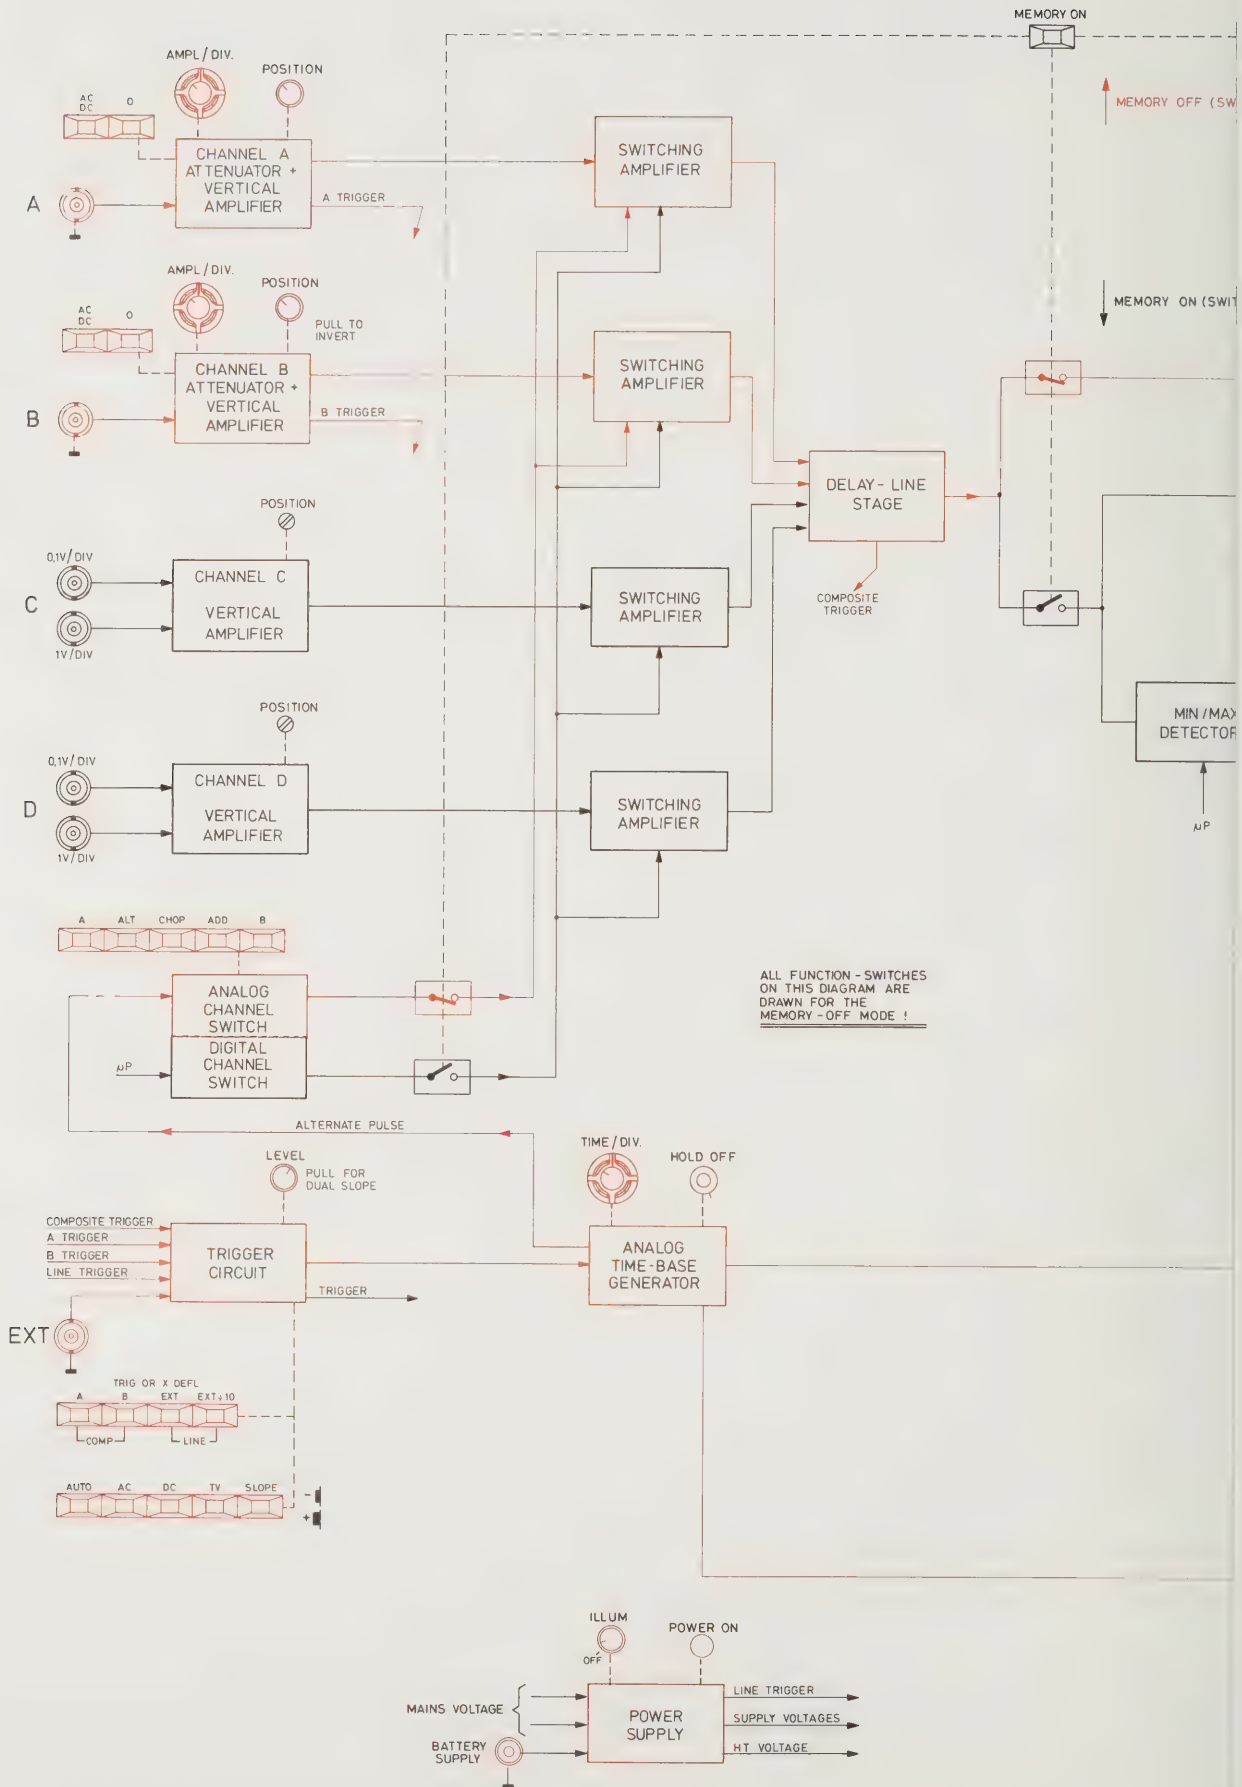 MEMORY ON
AMPL/DIV.
POSITION
AC
DC
0
CHANNEL A
ATTENUATOR +
VERTICAL
AMPLIFIER
A TRIGGER
A
SWITCHING
AMPLIFIER
MEMORY OFF (SW
AMPL/DIV.
POSITION
PULL TO
INVERT
AC
DC
0
CHANNEL B
ATTENUATOR +
VERTICAL
AMPLIFIER
B TRIGGER
B
SWITCHING
AMPLIFIER
MEMORY ON (SWIT
DELAY-LINE
STAGE
COMPOSITE
TRIGGER
POSITION
0,1V/DIV
C
1V/DIV
CHANNEL C
VERTICAL
AMPLIFIER
SWITCHING
AMPLIFIER
MIN/MAX
DETECTOR
µP
POSITION
0,1V/DIV
D
1V/DIV
CHANNEL D
VERTICAL
AMPLIFIER
SWITCHING
AMPLIFIER
A ALT CHOP ADD B
ANALOG
CHANNEL
SWITCH
DIGITAL
CHANNEL
SWITCH
µP
ALL FUNCTION-SWITCHES
ON THIS DIAGRAM ARE
DRAWN FOR THE
MEMORY-OFF MODE !
ALTERNATE PULSE
LEVEL
PULL FOR
DUAL SLOPE
TIME/DIV.
HOLD OFF
COMPOSITE TRIGGER
A TRIGGER
B TRIGGER
LINE TRIGGER
TRIGGER
CIRCUIT
TRIGGER
ANALOG
TIME-BASE
GENERATOR
EXT
TRIG OR X DEFL
A B EXT EXT÷10
COMP LINE
AUTO AC DC TV SLOPE
-
+
ILLUM
OFF
POWER ON
MAINS VOLTAGE
BATTERY
SUPPLY
POWER
SUPPLY
LINE TRIGGER
SUPPLY VOLTAGES
HT VOLTAGE